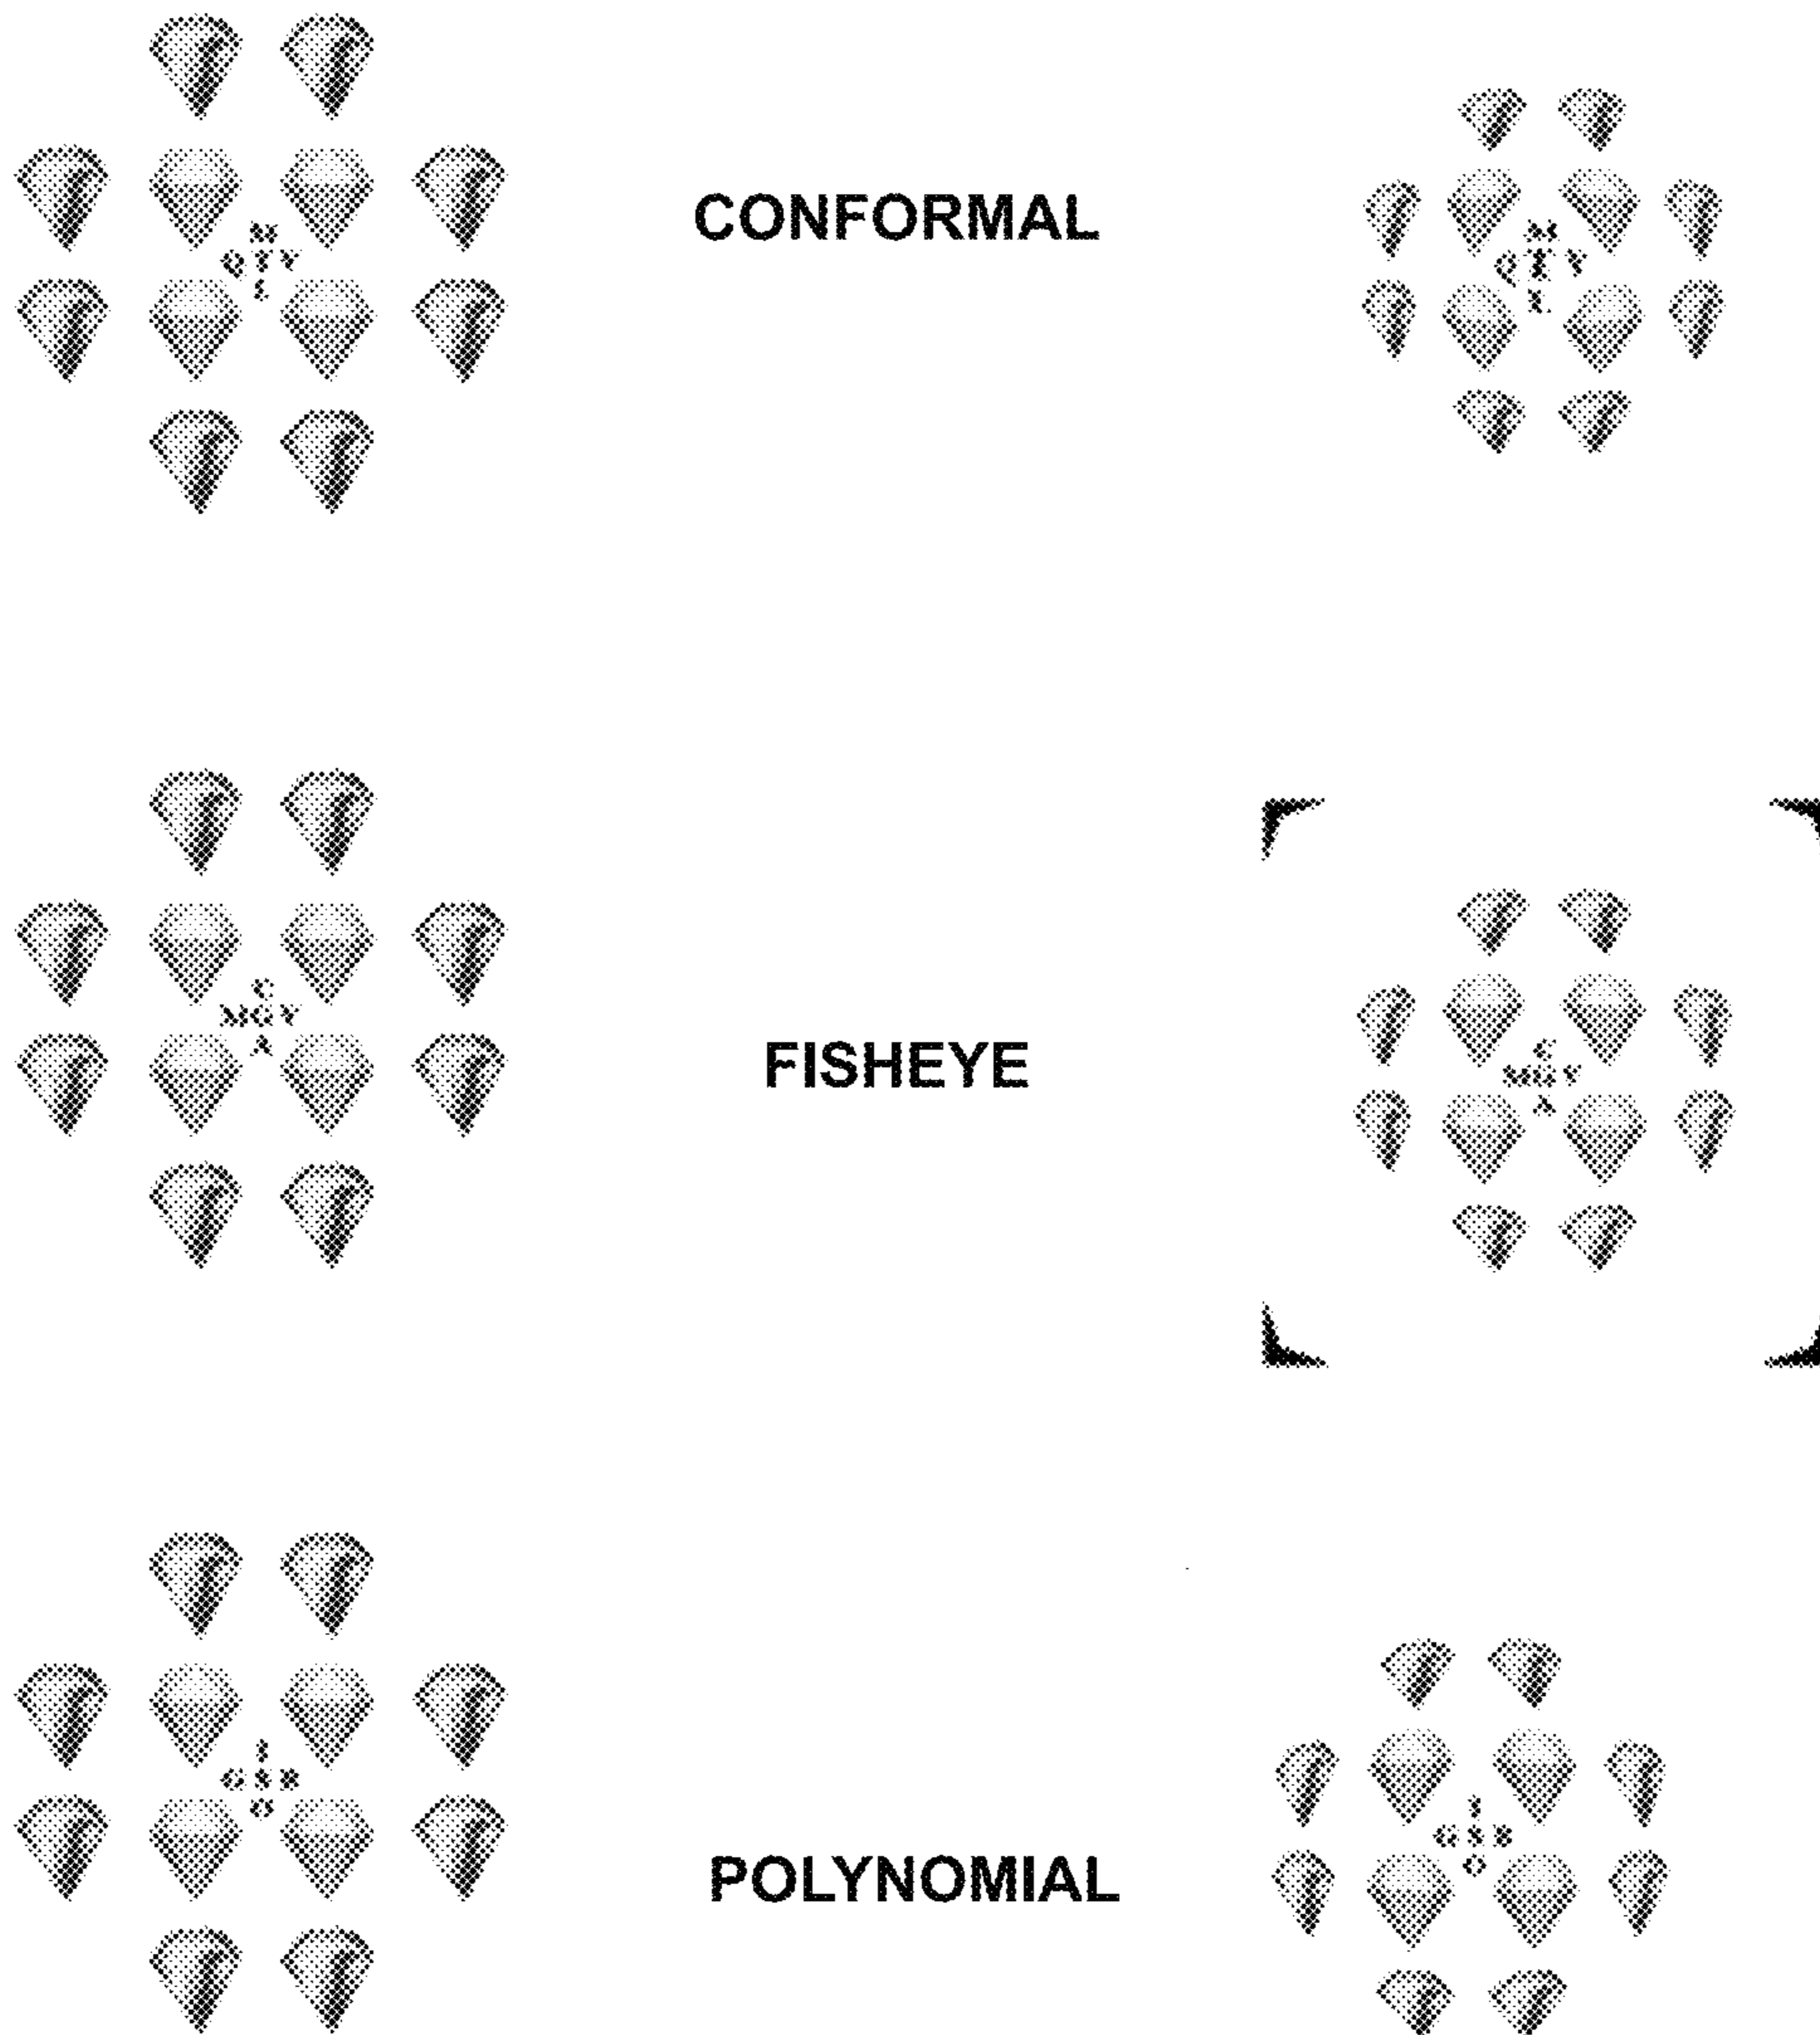 M
CONFORMAL
M
Q T V
L
C
C
FISHEYE
M G Y
M G Y
A
A
I
I
G S B
G S B
O
O
POLYNOMIAL